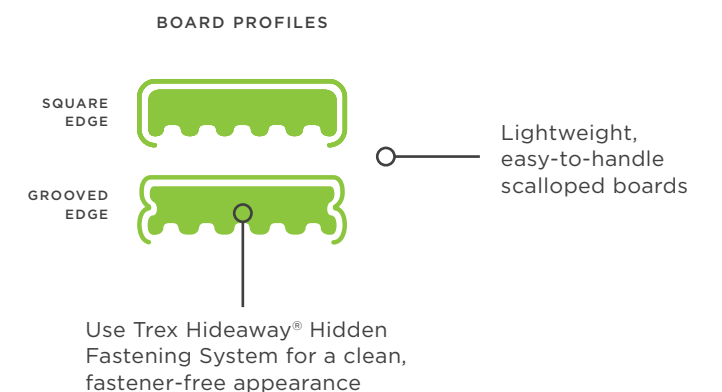 BOARD PROFILES
SQUARE
EDGE
Lightweight,
easy-to-handle
scalloped boards
GROOVED
EDGE
Use Trex Hideaway® Hidden
Fastening System for a clean,
fastener-free appearance